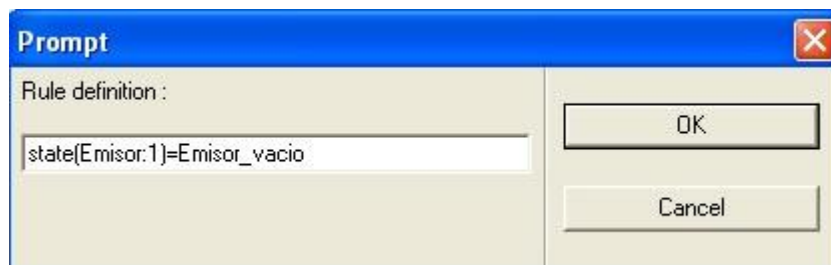 Prompt
Rule definition :
OK
state(Emisor:1)=Emisor_vacio
Cancel